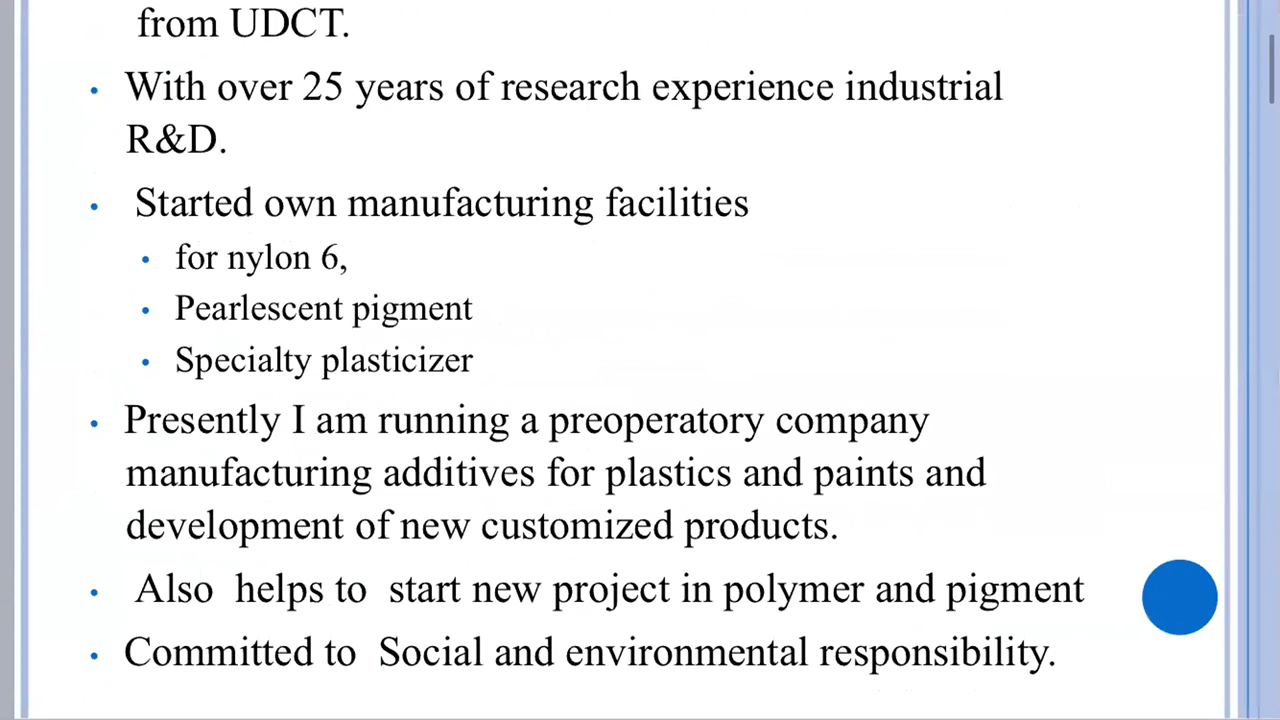 from UDCT.
• With over 25 years of research experience industrial
R&D.
• Started own manufacturing facilities
• for nylon 6,
• Pearlescent pigment
• Specialty plasticizer
• Presently I am running a preoperatory company
manufacturing additives for plastics and paints and
development of new customized products.
• Also helps to start new project in polymer and pigment
• Committed to Social and environmental responsibility.